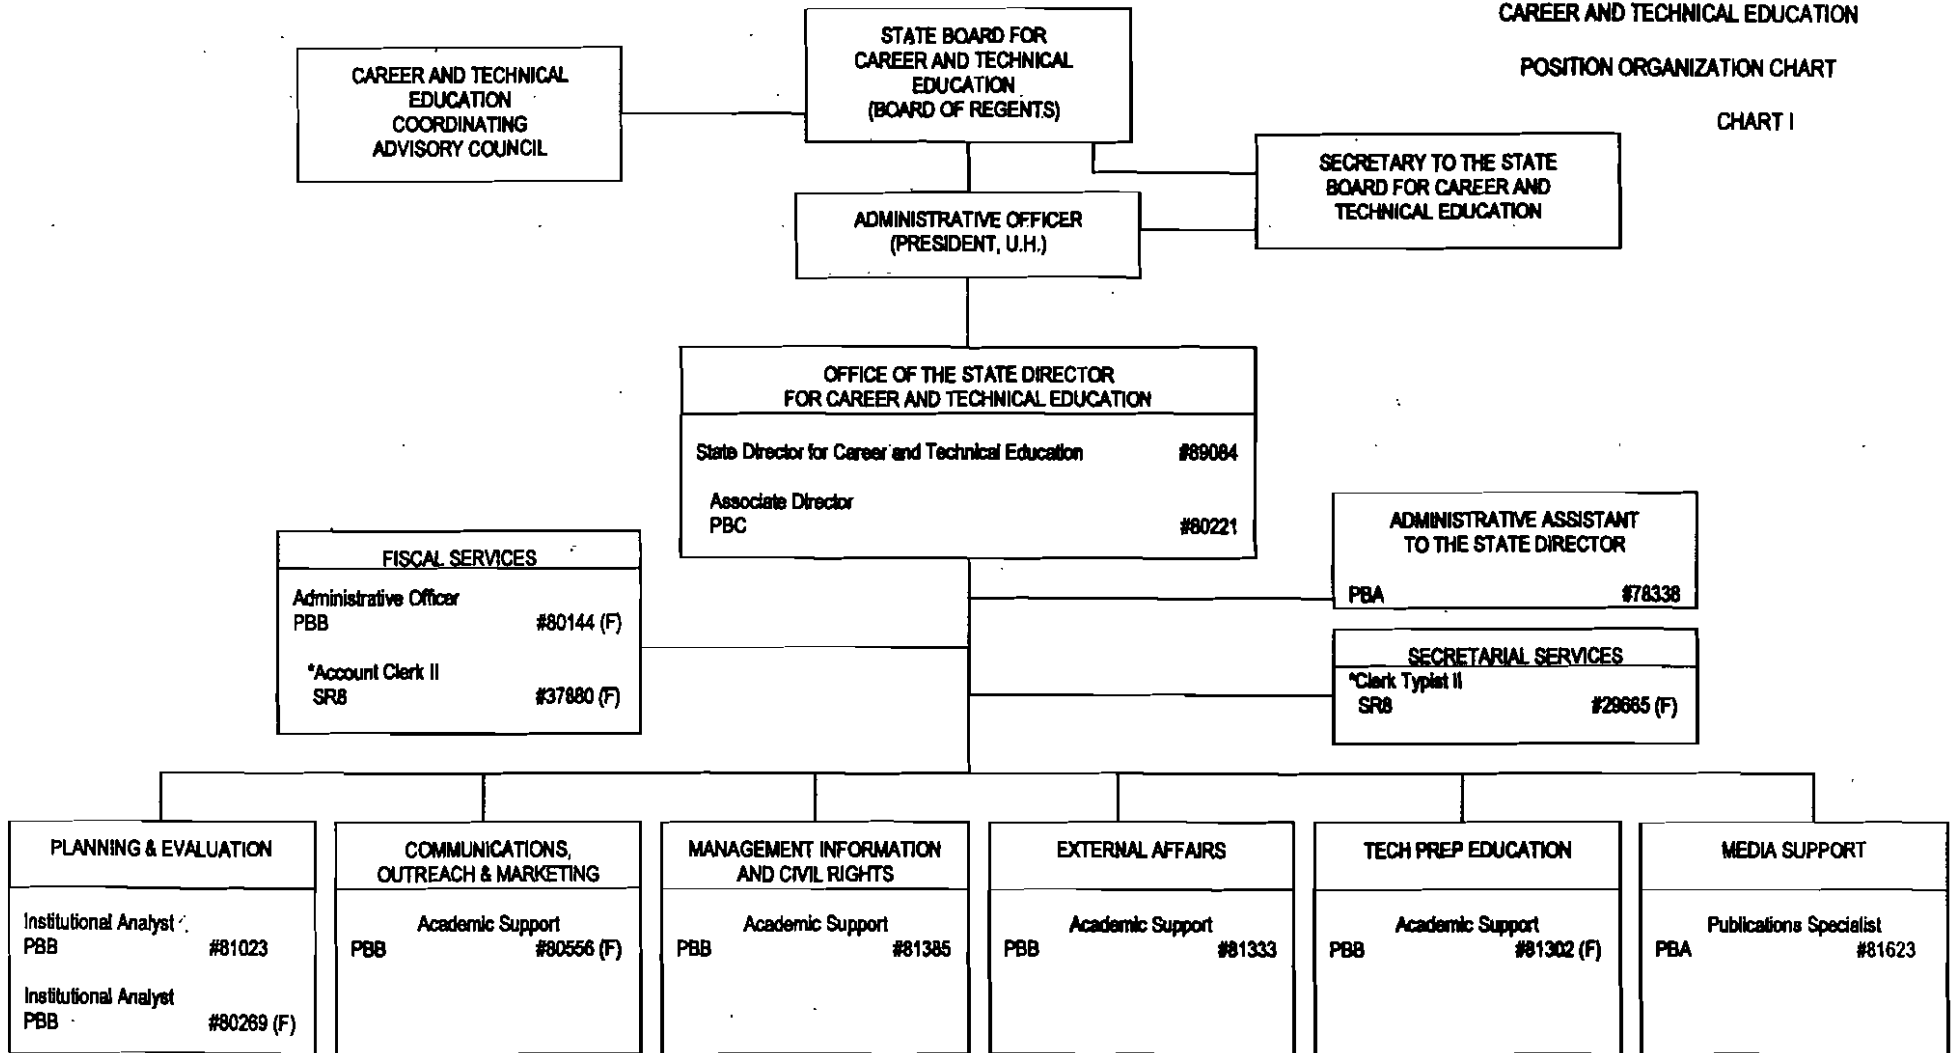 CAREER AND TECHNICAL EDUCATION
POSITION ORGANIZATION CHART
CHART I
STATE BOARD FOR
CAREER AND TECHNICAL
EDUCATION
(BOARD OF REGENTS)
CAREER AND TECHNICAL
EDUCATION
COORDINATING
ADVISORY COUNCIL
SECRETARY TO THE STATE
BOARD FOR CAREER AND
TECHNICAL EDUCATION
ADMINISTRATIVE OFFICER
(PRESIDENT, U.H.)
OFFICE OF THE STATE DIRECTOR
FOR CAREER AND TECHNICAL EDUCATION
State Director for Career and Technical Education #89084
Associate Director
PBC #80221
ADMINISTRATIVE ASSISTANT
TO THE STATE DIRECTOR
PBA #78338
FISCAL SERVICES
Administrative Officer
PBB #80144 (F)
*Account Clerk II
SR8 #37880 (F)
SECRETARIAL SERVICES
*Clerk Typist II
SR8 #29665 (F)
PLANNING & EVALUATION
Institutional Analyst
PBB #81023
Institutional Analyst
PBB #80269 (F)
COMMUNICATIONS,
OUTREACH & MARKETING
Academic Support
PBB #80556 (F)
MANAGEMENT INFORMATION
AND CIVIL RIGHTS
Academic Support
PBB #81385
EXTERNAL AFFAIRS
Academic Support
PBB #81333
TECH PREP EDUCATION
Academic Support
PBB #81302 (F)
MEDIA SUPPORT
Publications Specialist
PBA #81623